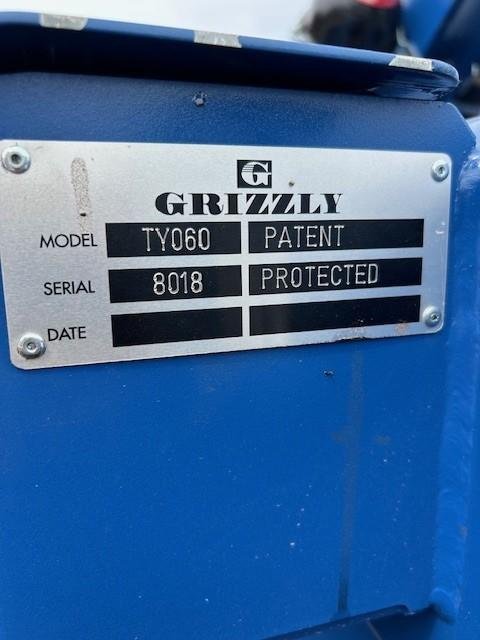 G
GRIZZLY
MODEL TY060 PATENT
SERIAL 8018 PROTECTED
DATE